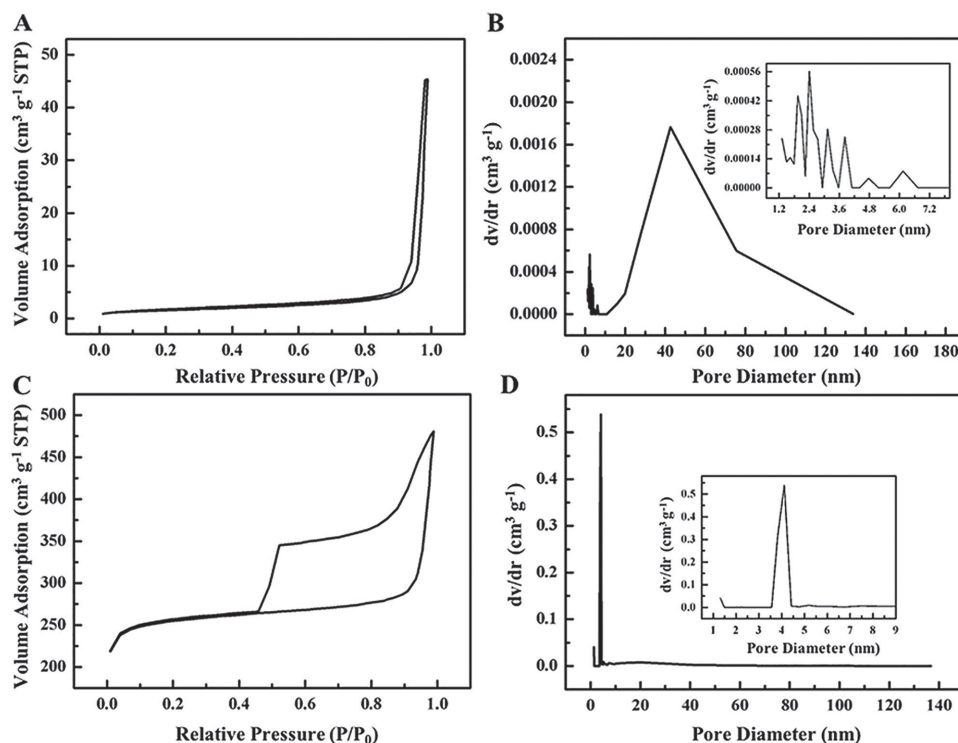 A
Volume Adsorption (cm³ g⁻¹ STP)
50
40
30
20
10
0
0.0 0.2 0.4 0.6 0.8 1.0
Relative Pressure (P/P₀)
B
dv/dr (cm³ g⁻¹)
0.0024
0.0020
0.0016
0.0012
0.0008
0.0004
0.0000
0 20 40 60 80 100 120 140 160 180
Pore Diameter (nm)
dv/dr (cm³ g⁻¹)
0.00056
0.00042
0.00028
0.00014
0.00000
1.2 2.4 3.6 4.8 6.0 7.2
Pore Diameter (nm)
C
Volume Adsorption (cm³ g⁻¹ STP)
500
450
400
350
300
250
200
0.0 0.2 0.4 0.6 0.8 1.0
Relative Pressure (P/P₀)
D
dv/dr (cm³ g⁻¹)
0.5
0.4
0.3
0.2
0.1
0.0
0 20 40 60 80 100 120 140
Pore Diameter (nm)
dv/dr (cm³ g⁻¹)
0.5
0.4
0.3
0.2
0.1
0.0
1 2 3 4 5 6 7 8 9
Pore Diameter (nm)